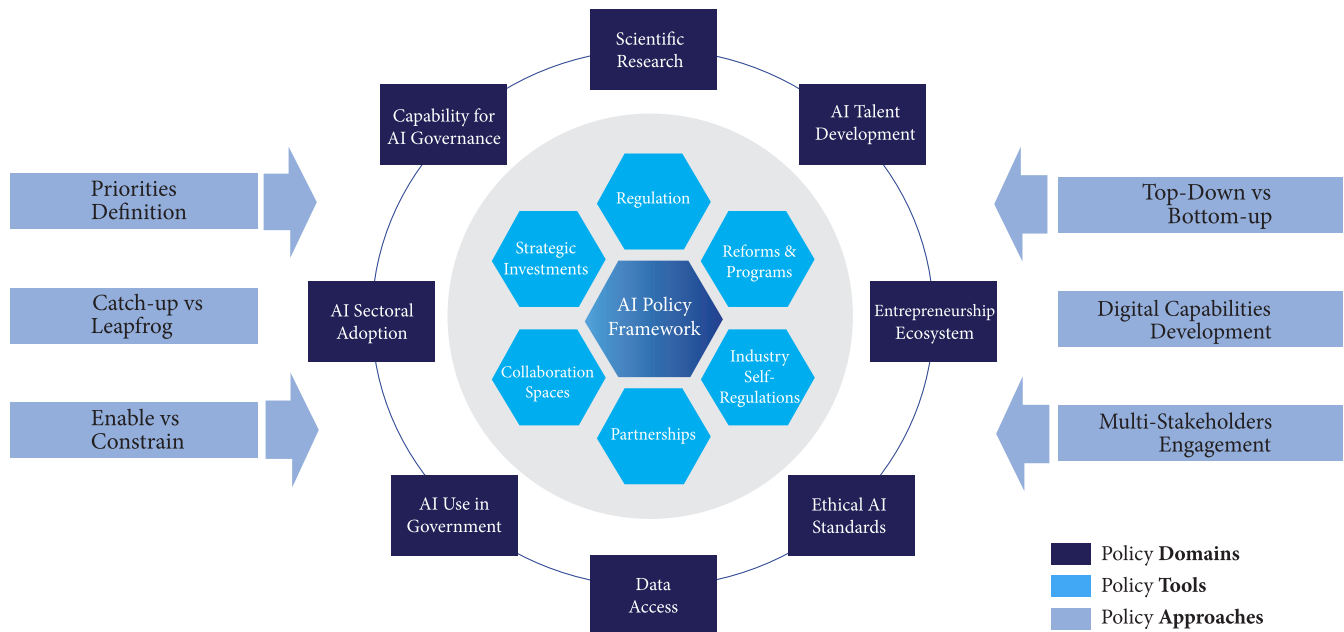 Scientific
Research
Capability for
AI Governance
AI Talent
Development
Priorities
Definition
Regulation
Top-Down vs
Bottom-up
Strategic
Investments
Reforms &
Programs
Catch-up vs
Leapfrog
AI Sectoral
Adoption
AI Policy
Framework
Entrepreneurship
Ecosystem
Digital Capabilities
Development
Collaboration
Spaces
Industry
Self-
Regulations
Enable vs
Constrain
Partnerships
Multi-Stakeholders
Engagement
AI Use in
Government
Ethical AI
Standards
Data
Access
Policy Domains
Policy Tools
Policy Approaches